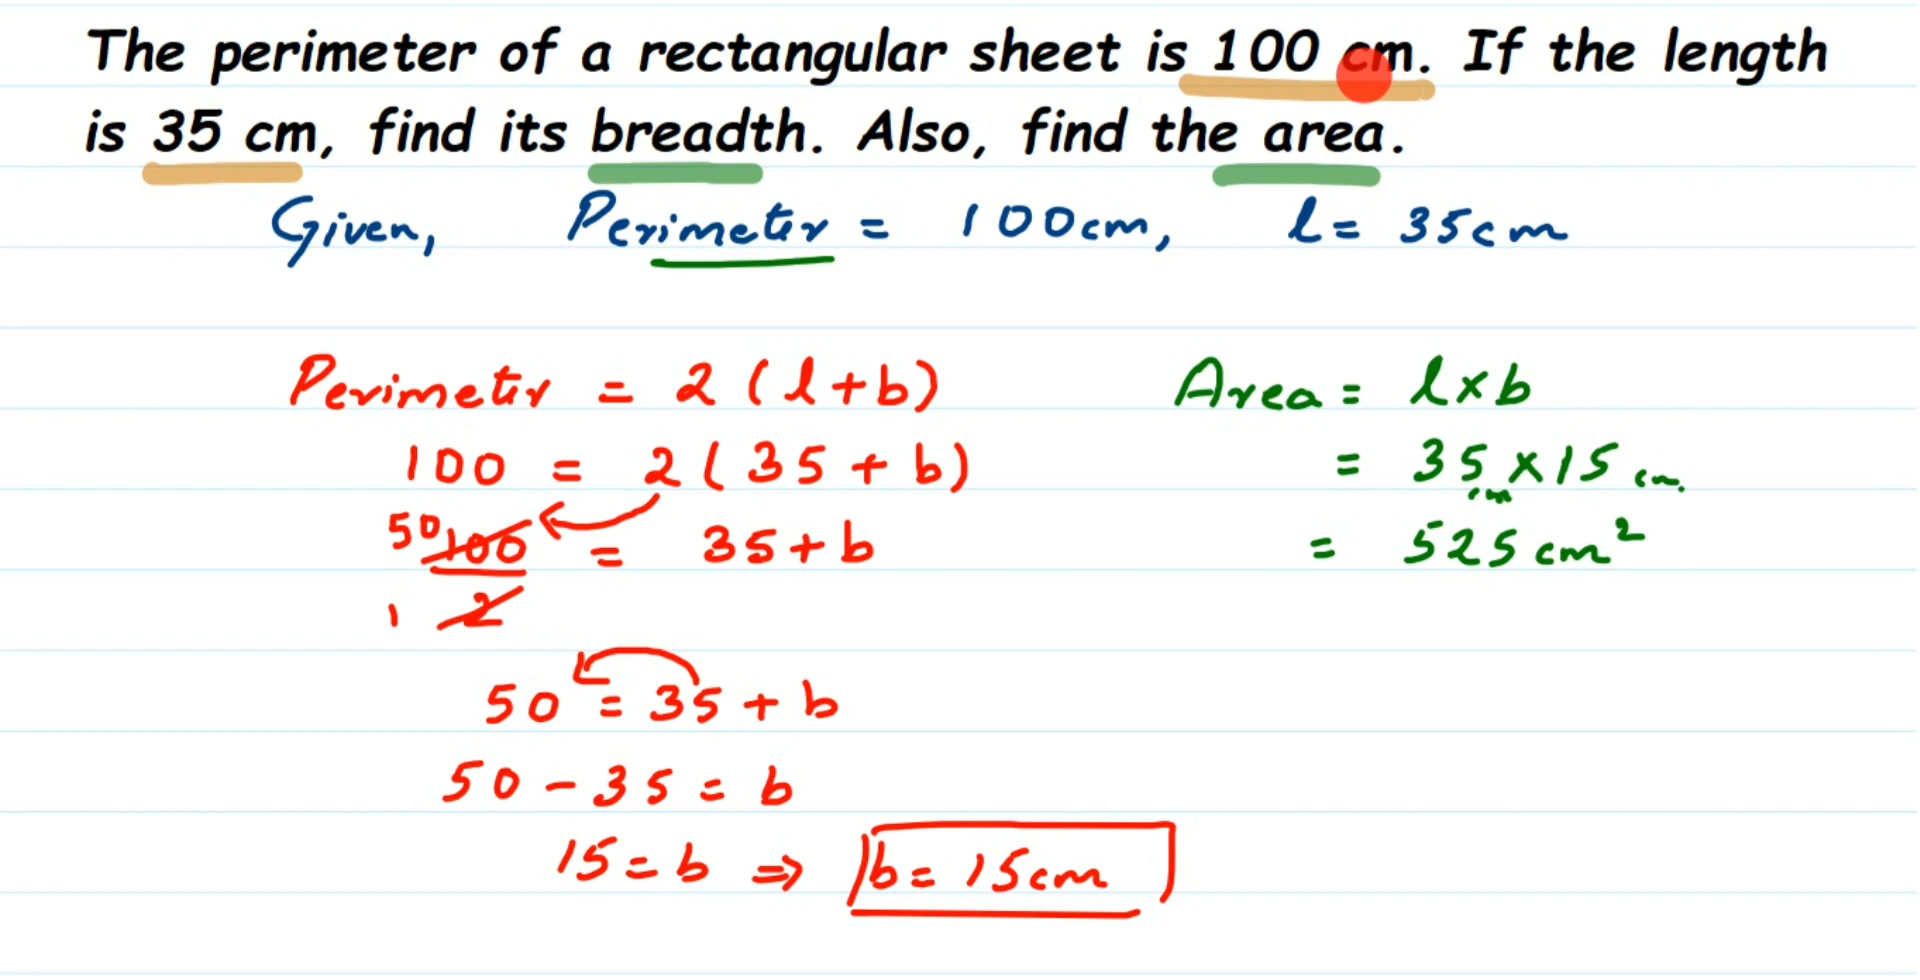 The perimeter of a rectangular sheet is 100 cm. If the length
is 35 cm, find its breadth. Also, find the area.
Given, Perimeter = 100cm, l = 35cm
Perimeter = 2 (l+b)
100 = 2 (35 + b)
50 100 = 35+b
1 2
50 = 35 + b
50 - 35 = b
15 = b ⇒ b = 15cm
Area = l×b
= 35 cm × 15 cm.
= 525 cm²